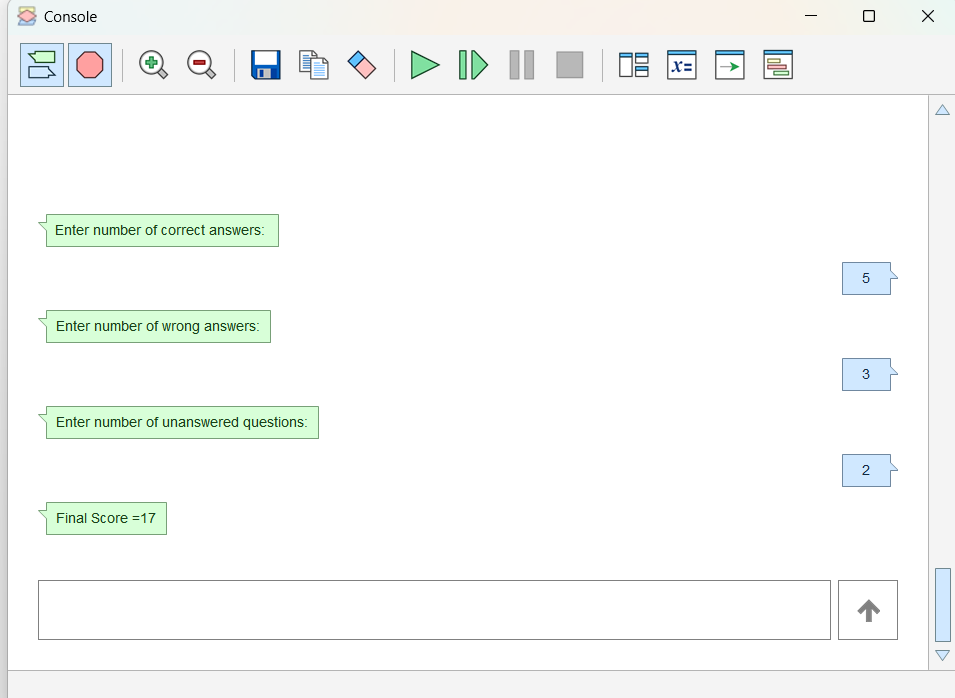 Console
x=
Enter number of correct answers:
5
Enter number of wrong answers:
3
Enter number of unanswered questions:
2
Final Score =17